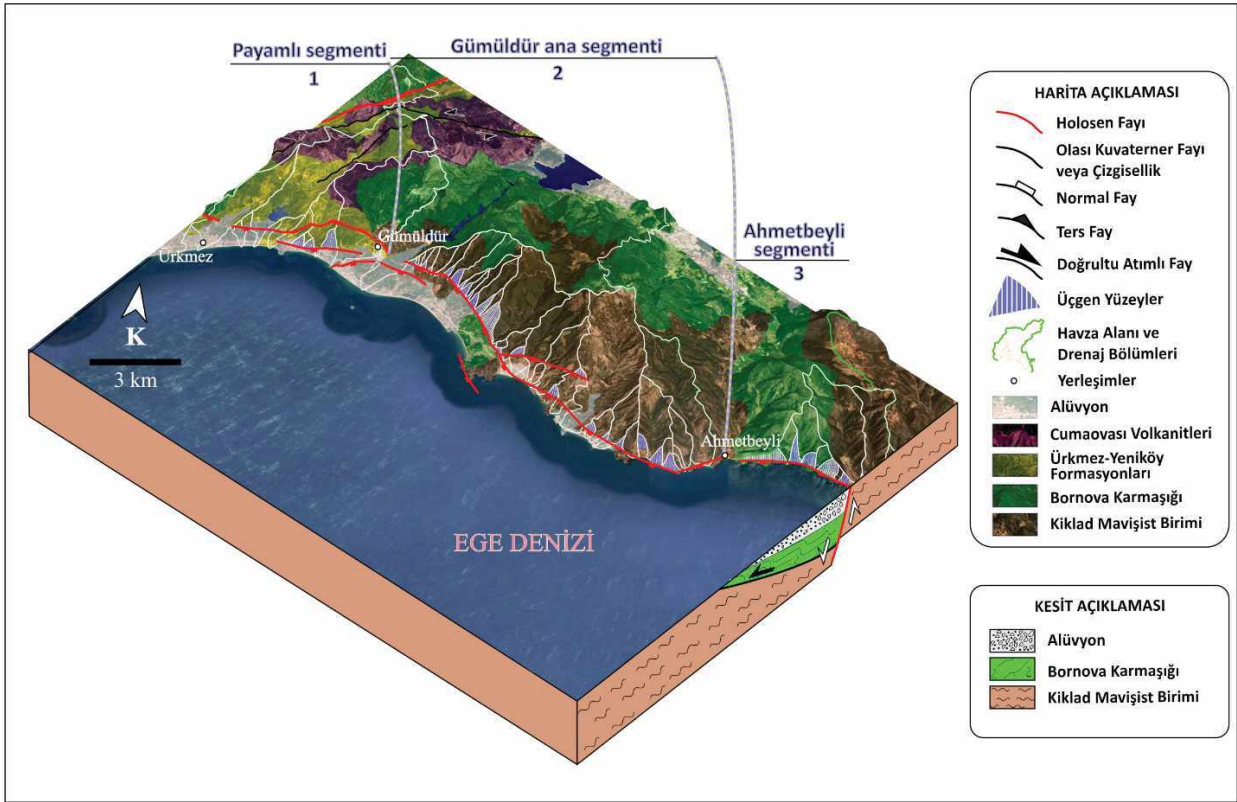 Payamlı segmenti
1
Gümüldür ana segmenti
2
Ahmetbeyli
segmenti
3
Ürkmez
Gümüldür
Ahmetbeyli
K
3 km
EGE DENİZİ
HARİTA AÇIKLAMASI
Holosen Fayı
Olası Kuvaterner Fayı
veya Çizgisellik
Normal Fay
Ters Fay
Doğrultu Atımlı Fay
Üçgen Yüzeyler
Havza Alanı ve
Drenaj Bölümleri
Yerleşimler
Alüvyon
Cumaovası Volkanitleri
Ürkmez-Yeniköy
Formasyonları
Bornova Karmaşığı
Kiklad Mavişist Birimi
KESİT AÇIKLAMASI
Alüvyon
Bornova Karmaşığı
Kiklad Mavişist Birimi